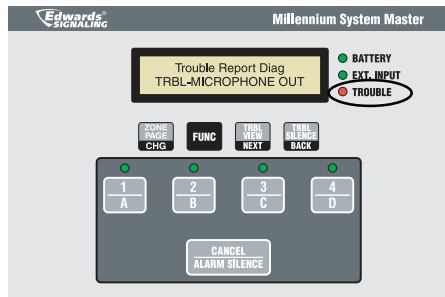 Edwards®
SIGNALING
Millennium System Master
Trouble Report Diag
TRBL-MICROPHONE OUT
BATTERY
EXT. INPUT
TROUBLE
ZONE
PAGE
CHG
FUNC
TRBL
VIEW
NEXT
TRBL
SILENCE
BACK
1
A
2
B
3
C
4
D
CANCEL
ALARM SILENCE